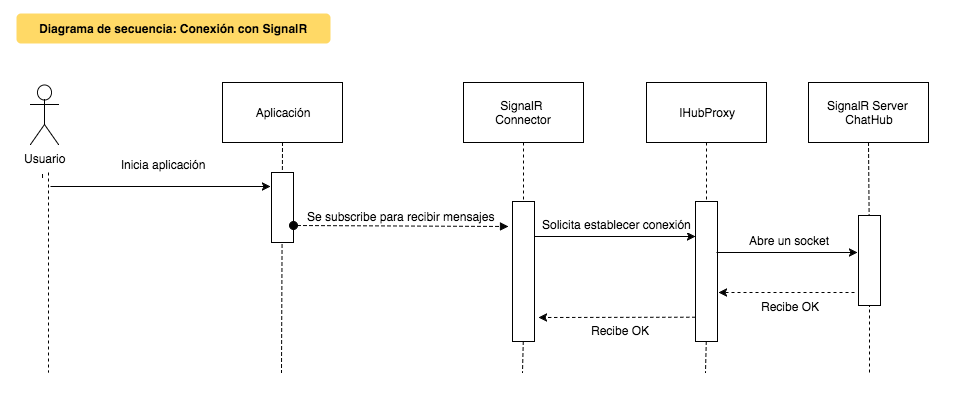 Diagrama de secuencia: Conexión con SignalR
Aplicación
SignalR
Connector
IHubProxy
SignalR Server
ChatHub
Usuario
Inicia aplicación
Se subscribe para recibir mensajes
Solicita establecer conexión
Abre un socket
Recibe OK
Recibe OK